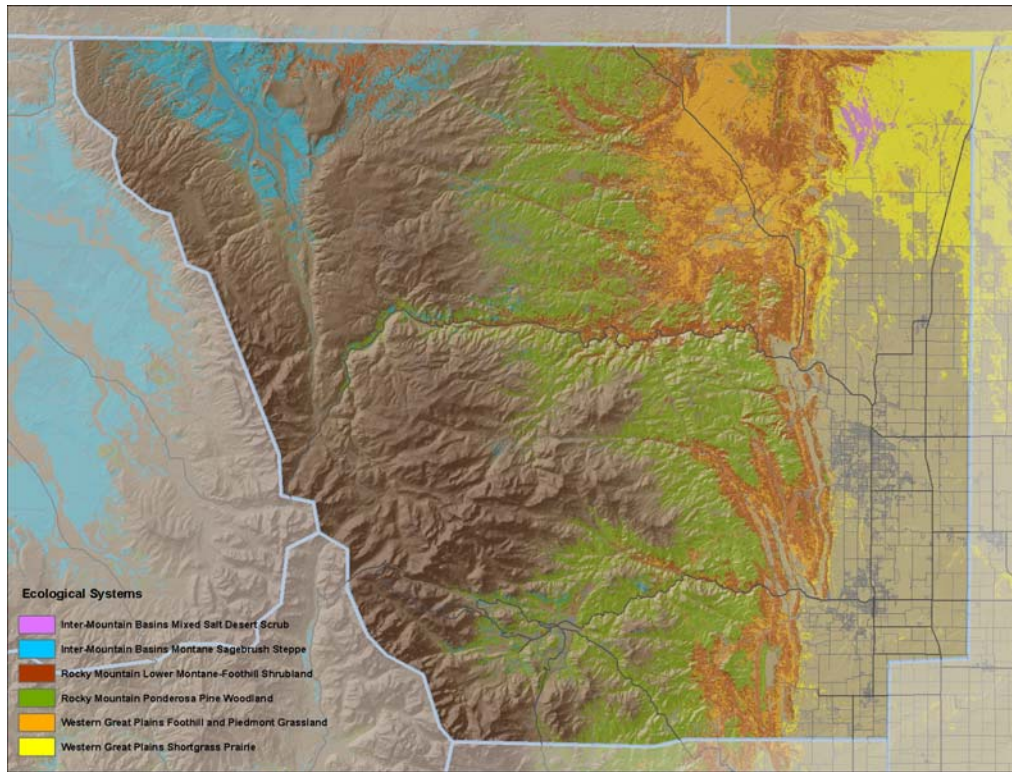 Ecological Systems
Inter-Mountain Basins Mixed Salt Desert Scrub
Inter-Mountain Basins Montane Sagebrush Steppe
Rocky Mountain Lower Montane-Foothill Shrubland
Rocky Mountain Ponderosa Pine Woodland
Western Great Plains Foothill and Piedmont Grassland
Western Great Plains Shortgrass Prairie